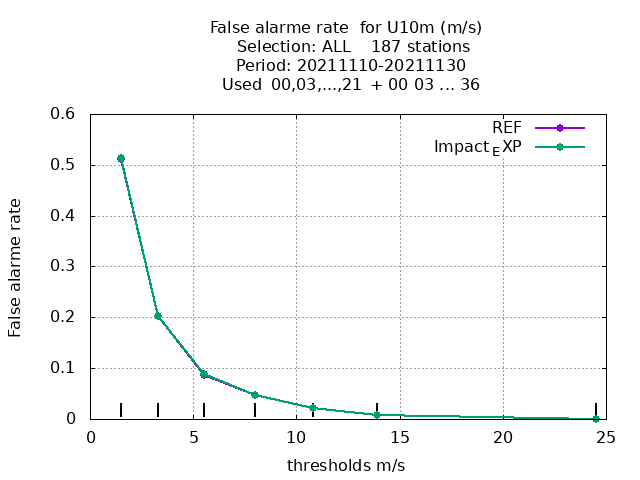 False alarme rate for U10m (m/s)
Selection: ALL 187 stations
Period: 20211110-20211130
Used 00,03,...,21 + 00 03 ... 36
REF
Impact_EXP
0.6
0.5
0.4
0.3
0.2
0.1
0
False alarme rate
0 5 10 15 20 25
thresholds m/s